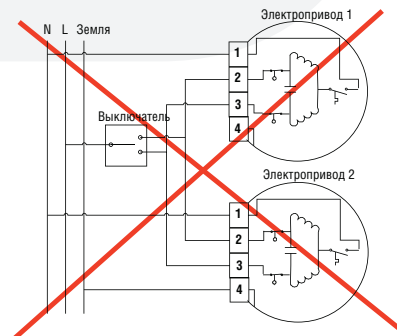 Электропривод 1
N L Земля
1
2
3
4
Выключатель
Электропривод 2
1
2
3
4